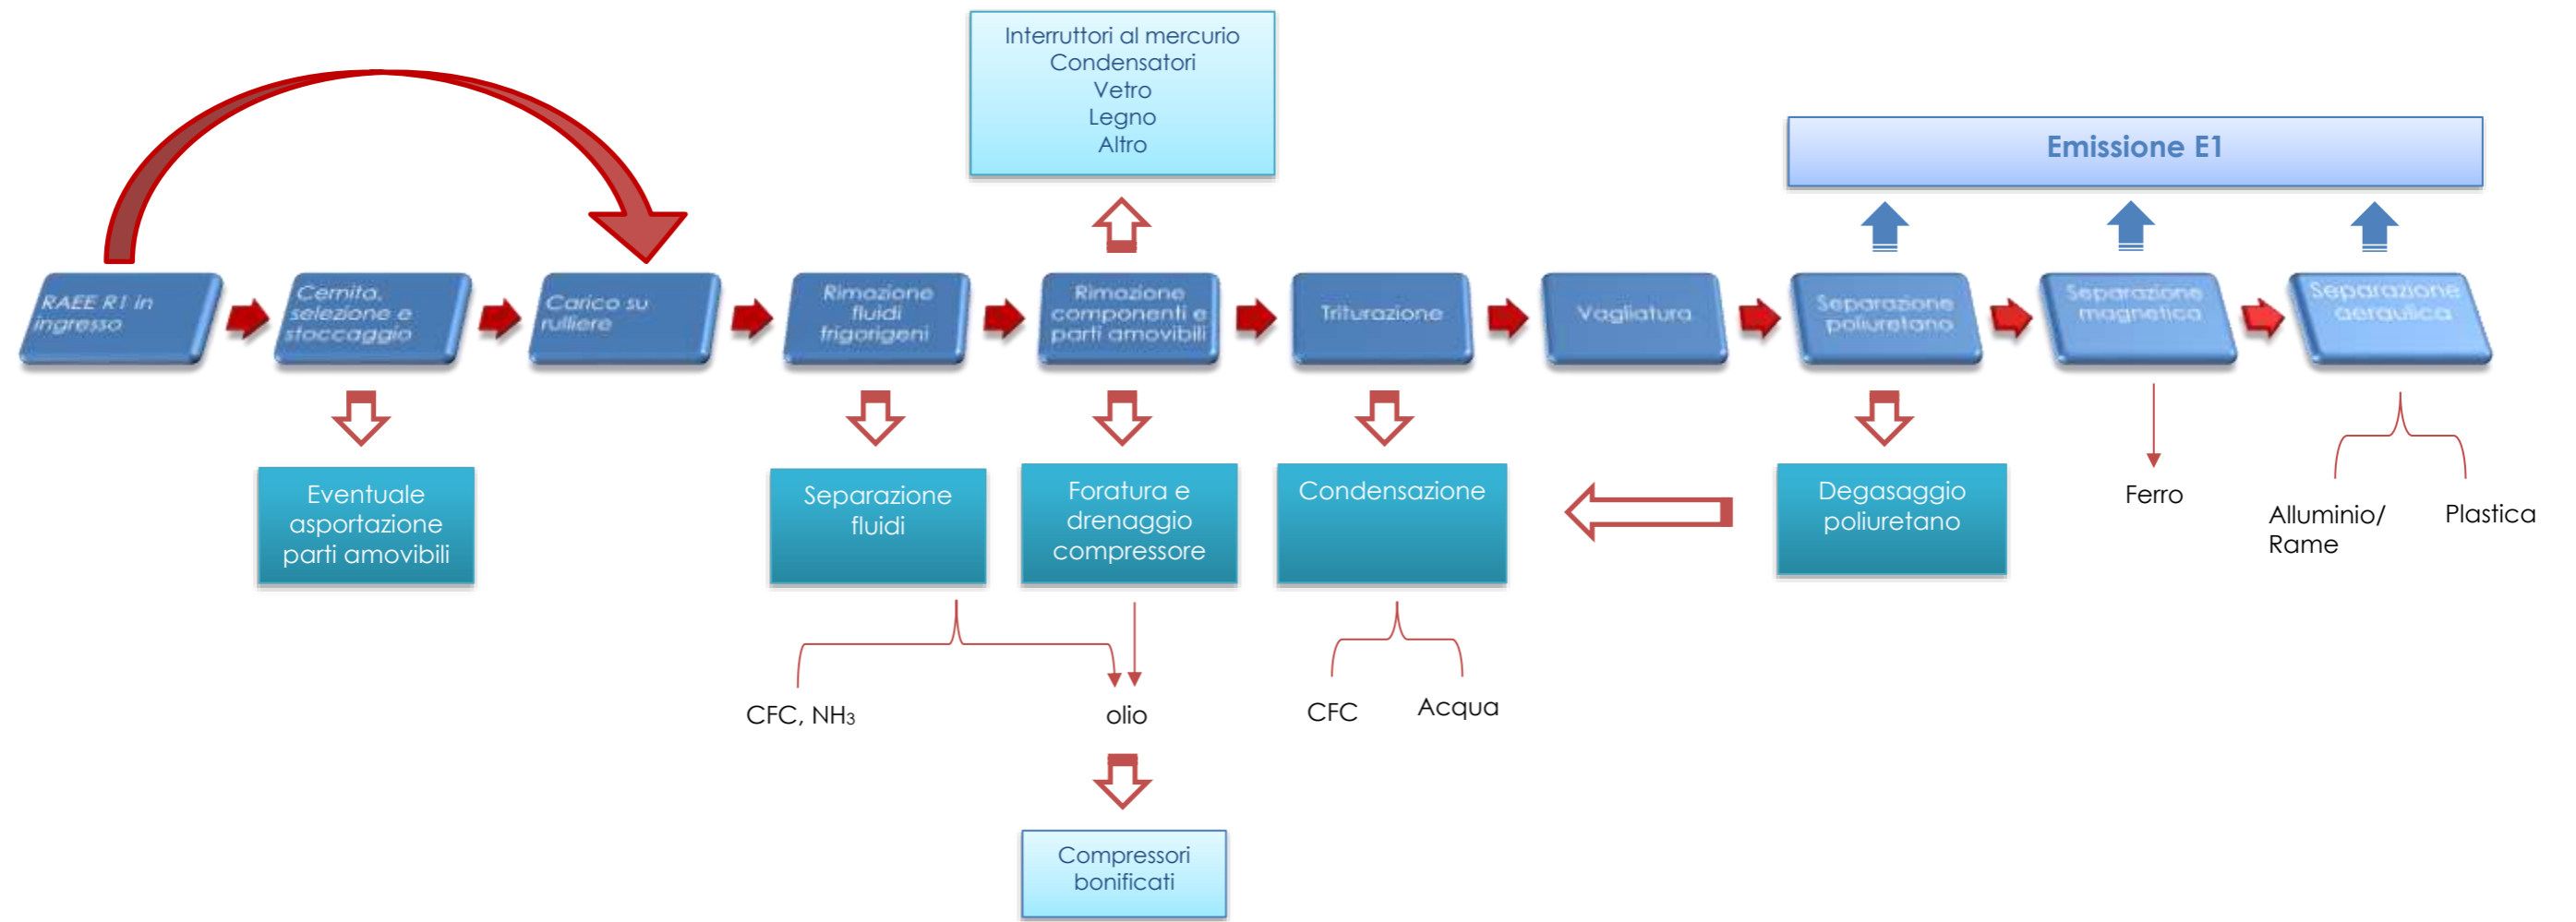 Interruttori al mercurio
Condensatori
Vetro
Legno
Altro
Emissione E1
RAEE R1 in
ingresso
Cernita,
selezione e
stoccaggio
Carico su
rulliere
Rimozione
fluidi
frigorigeni
Rimozione
componenti e
parti amovibili
Triturazione
Vagliatura
Separazione
poliuretano
Separazione
magnetica
Separazione
aeraulica
Eventuale
asportazione
parti amovibili
Separazione
fluidi
Foratura e
drenaggio
compressore
Condensazione
Degasaggio
poliuretano
Ferro
Alluminio/
Rame
Plastica
CFC, NH₃
olio
CFC
Acqua
Compressori
bonificati